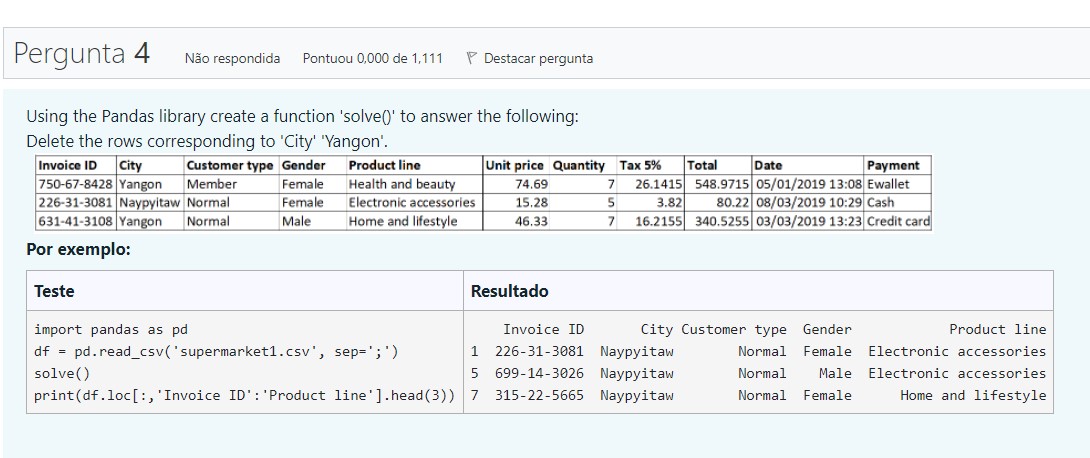 Pergunta 4 Não respondida Pontuou 0,000 de 1,111 Destacar pergunta
Using the Pandas library create a function 'solve()' to answer the following:
Delete the rows corresponding to 'City' 'Yangon'.
Invoice ID City Customer type Gender Product line Unit price Quantity Tax 5% Total Date Payment
750-67-8428 Yangon Member Female Health and beauty 74.69 7 26.1415 548.9715 05/01/2019 13:08 Ewallet
226-31-3081 Naypyitaw Normal Female Electronic accessories 15.28 5 3.82 80.22 08/03/2019 10:29 Cash
631-41-3108 Yangon Normal Male Home and lifestyle 46.33 7 16.2155 340.5255 03/03/2019 13:23 Credit card
Por exemplo:
Teste Resultado
import pandas as pd
df = pd.read_csv('supermarket1.csv', sep=';')
solve()
print(df.loc[:,'Invoice ID':'Product line'].head(3))
Invoice ID City Customer type Gender Product line
1 226-31-3081 Naypyitaw Normal Female Electronic accessories
5 699-14-3026 Naypyitaw Normal Male Electronic accessories
7 315-22-5665 Naypyitaw Normal Female Home and lifestyle